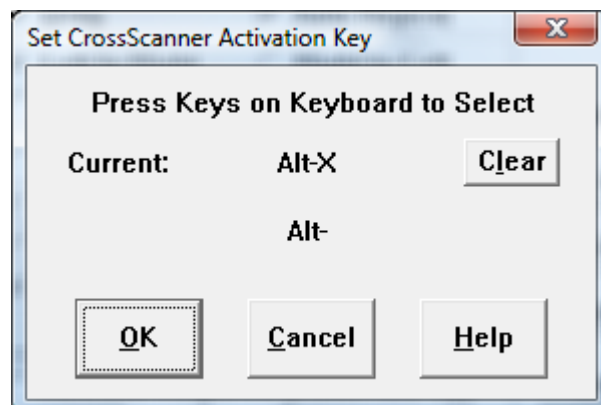 Set CrossScanner Activation Key
Press Keys on Keyboard to Select
Current: Alt-X Clear
Alt-
OK Cancel Help